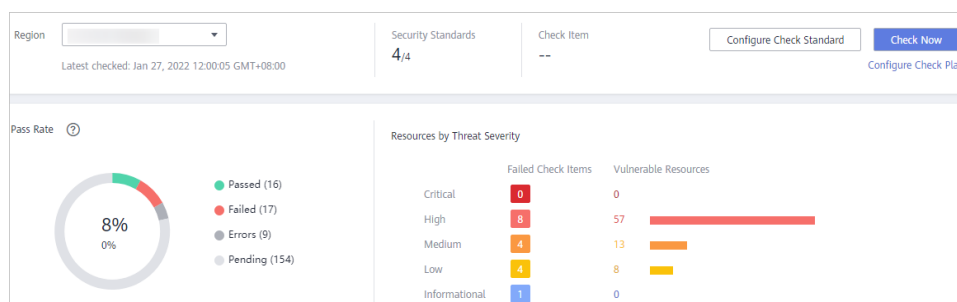 Region
Latest checked: Jan 27, 2022 12:00:05 GMT+08:00
Security Standards
4/4
Check Item
--
Configure Check Standard
Check Now
Configure Check Pla
Pass Rate ?
8%
0%
Passed (16)
Failed (17)
Errors (9)
Pending (154)
Resources by Threat Severity
Failed Check Items Vulnerable Resources
Critical 0 0
High 8 57
Medium 4 13
Low 4 8
Informational 1 0